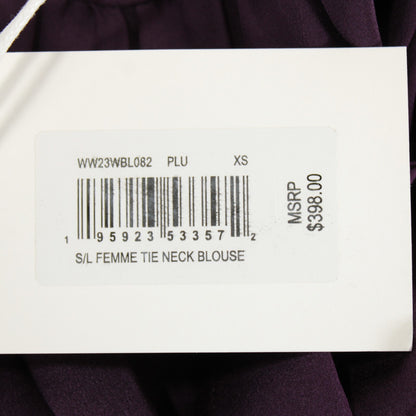 WW23WBL082 PLU XS
1 95923 53357 2
S/L FEMME TIE NECK BLOUSE
MSRP
$398.00